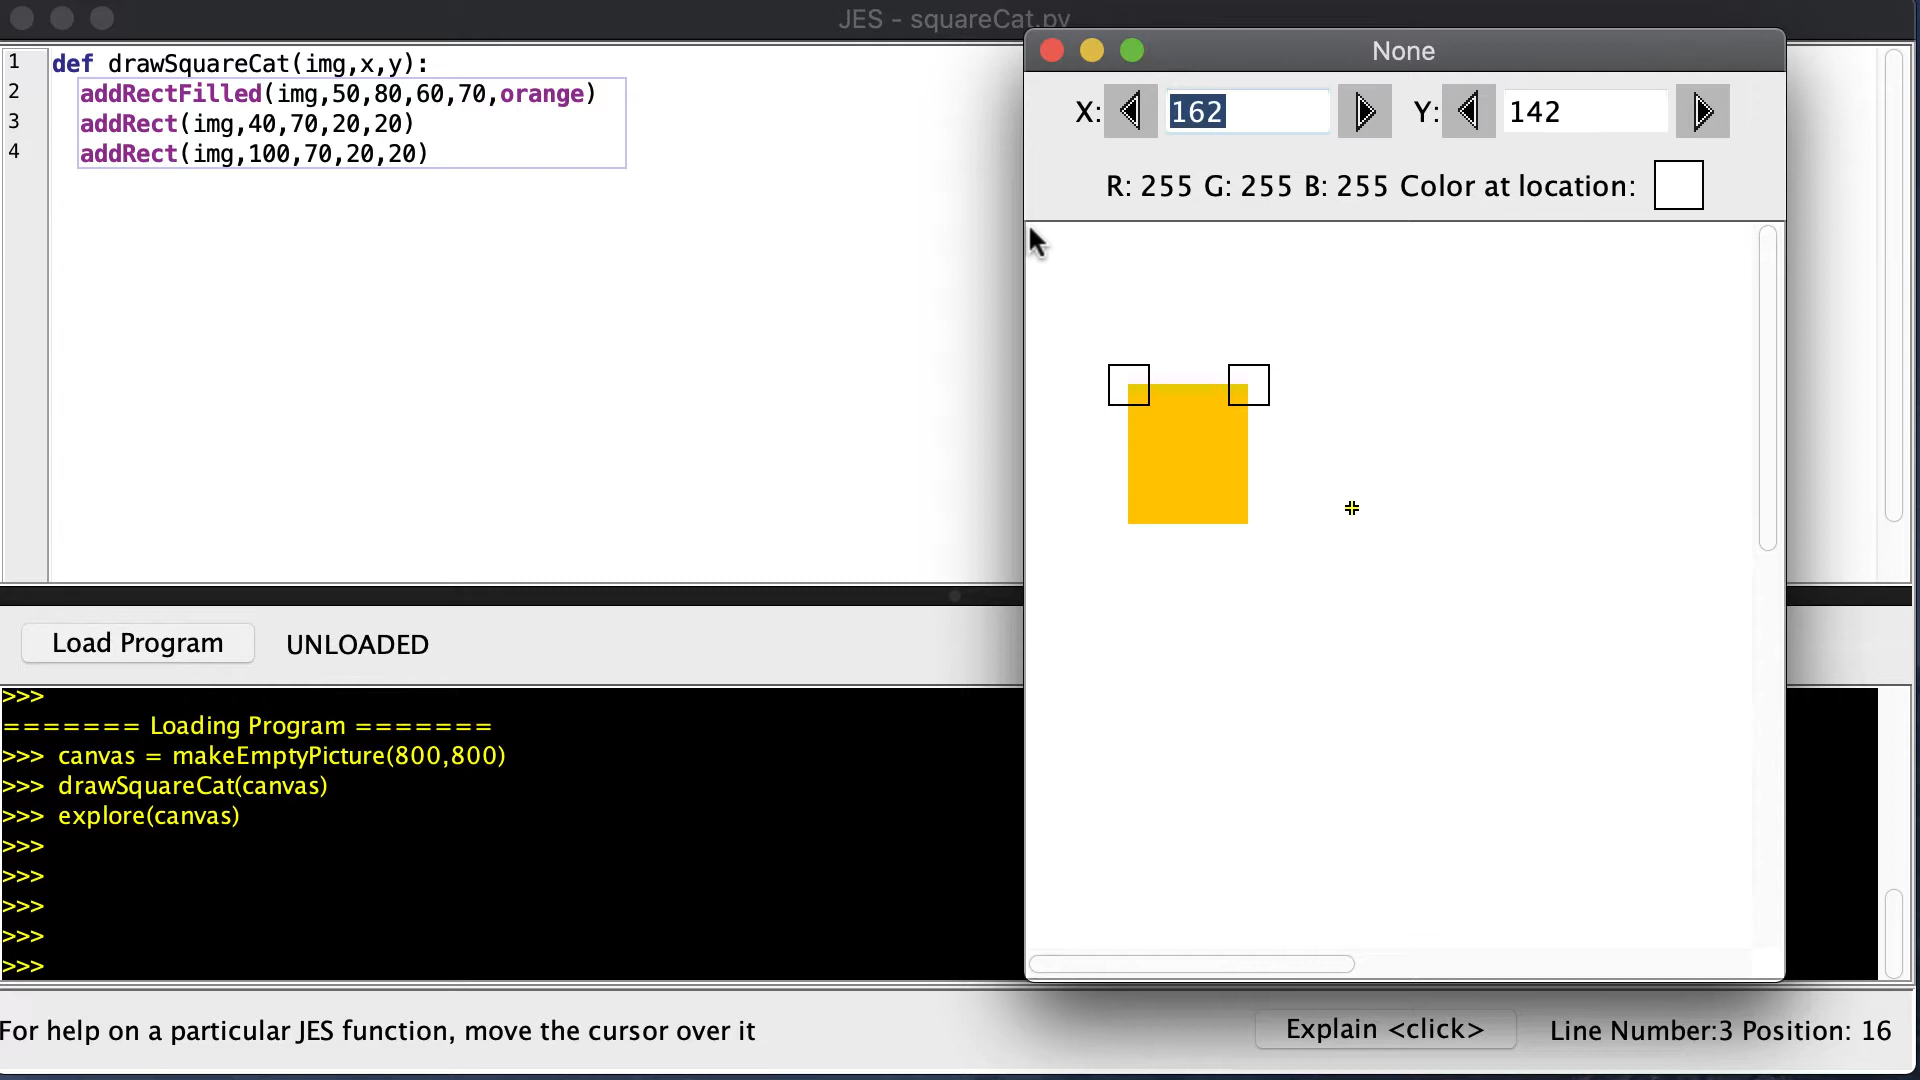 JES - squareCat.py
1 def drawSquareCat(img,x,y):
2 addRectFilled(img,50,80,60,70,orange)
3 addRect(img,40,70,20,20)
4 addRect(img,100,70,20,20)
None
X: 162 Y: 142
R: 255 G: 255 B: 255 Color at location:
Load Program UNLOADED
>>>
======= Loading Program =======
>>> canvas = makeEmptyPicture(800,800)
>>> drawSquareCat(canvas)
>>> explore(canvas)
>>>
>>>
>>>
>>>
>>>
For help on a particular JES function, move the cursor over it
Explain <click>
Line Number:3 Position: 16